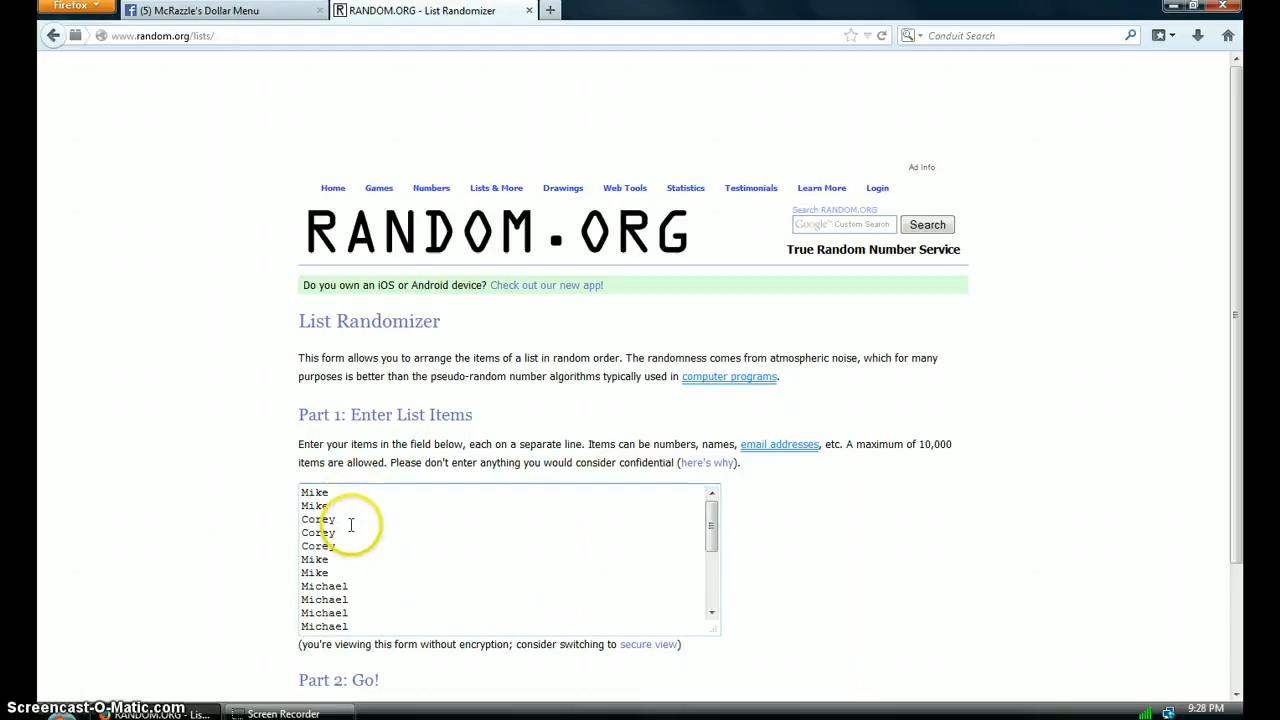 Firefox
(5) McRazzle's Dollar Menu
RANDOM.ORG - List Randomizer
www.random.org/lists/
Conduit Search
Ad Info
Home Games Numbers Lists & More Drawings Web Tools Statistics Testimonials Learn More Login
Search RANDOM.ORG
RANDOM.ORG
Google™ Custom Search Search
True Random Number Service
Do you own an iOS or Android device? Check out our new app!
List Randomizer
This form allows you to arrange the items of a list in random order. The randomness comes from atmospheric noise, which for many
purposes is better than the pseudo-random number algorithms typically used in computer programs.
Part 1: Enter List Items
Enter your items in the field below, each on a separate line. Items can be numbers, names, email addresses, etc. A maximum of 10,000
items are allowed. Please don't enter anything you would consider confidential (here's why).
Mike
Mike
Corey
Corey
Corey
Mike
Mike
Michael
Michael
Michael
Michael
(you're viewing this form without encryption; consider switching to secure view)
Part 2: Go!
Screencast-O-Matic.com
RANDOM.ORG - Lis...
Screen Recorder
9:28 PM